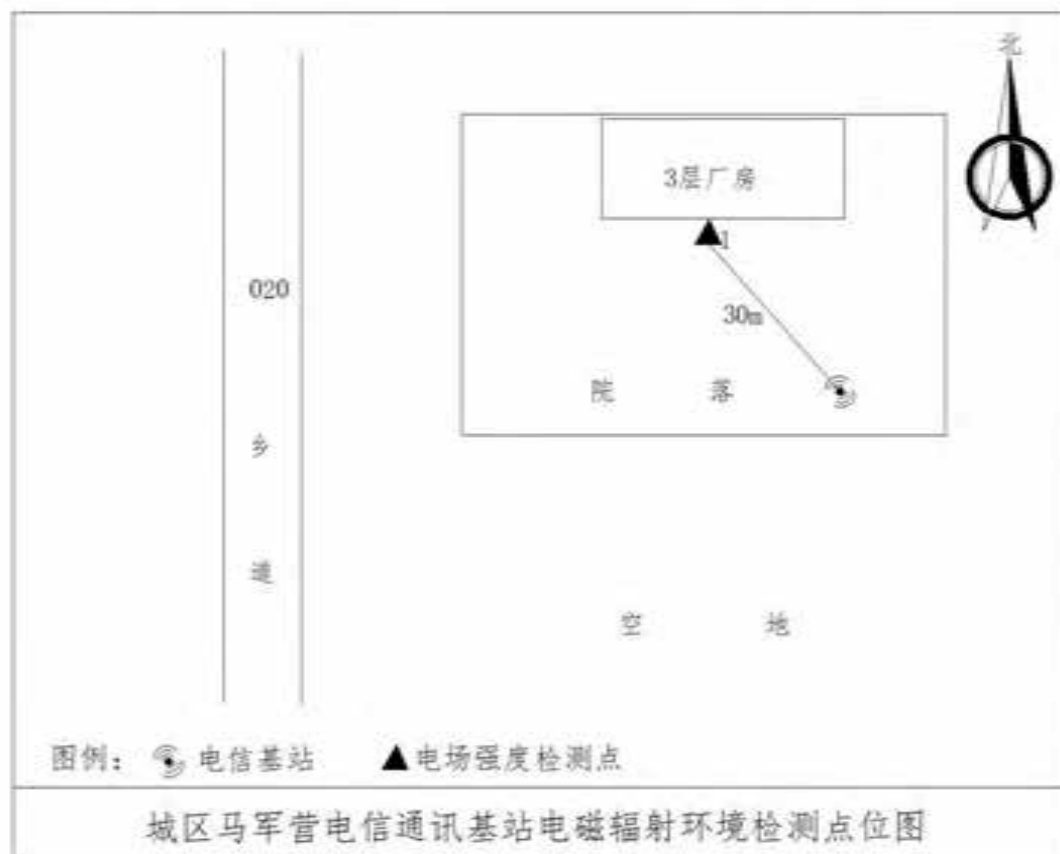 北
3层厂房
1
020
30m
院 落
乡
道
空 地
图例： 电信基站 电场强度检测点
城区马军营电信通讯基站电磁辐射环境检测点位图